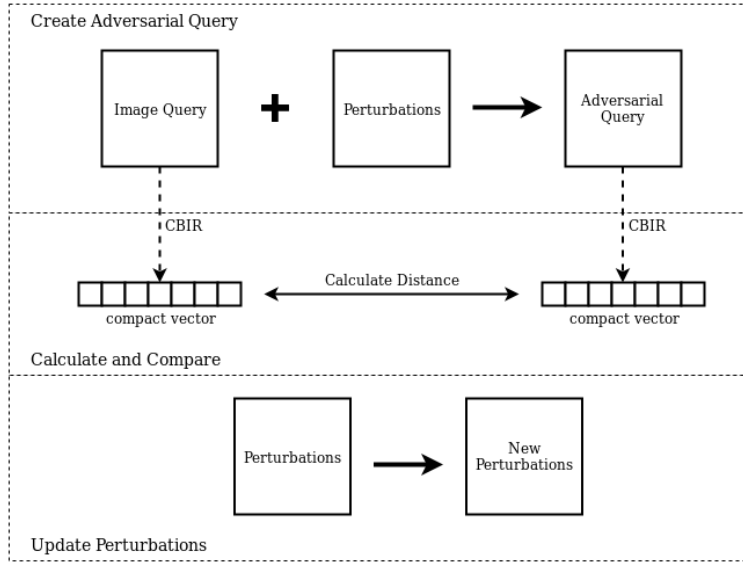 Create Adversarial Query
Image Query
Perturbations
Adversarial
Query
CBIR
CBIR
Calculate Distance
compact vector
compact vector
Calculate and Compare
Perturbations
New
Perturbations
Update Perturbations